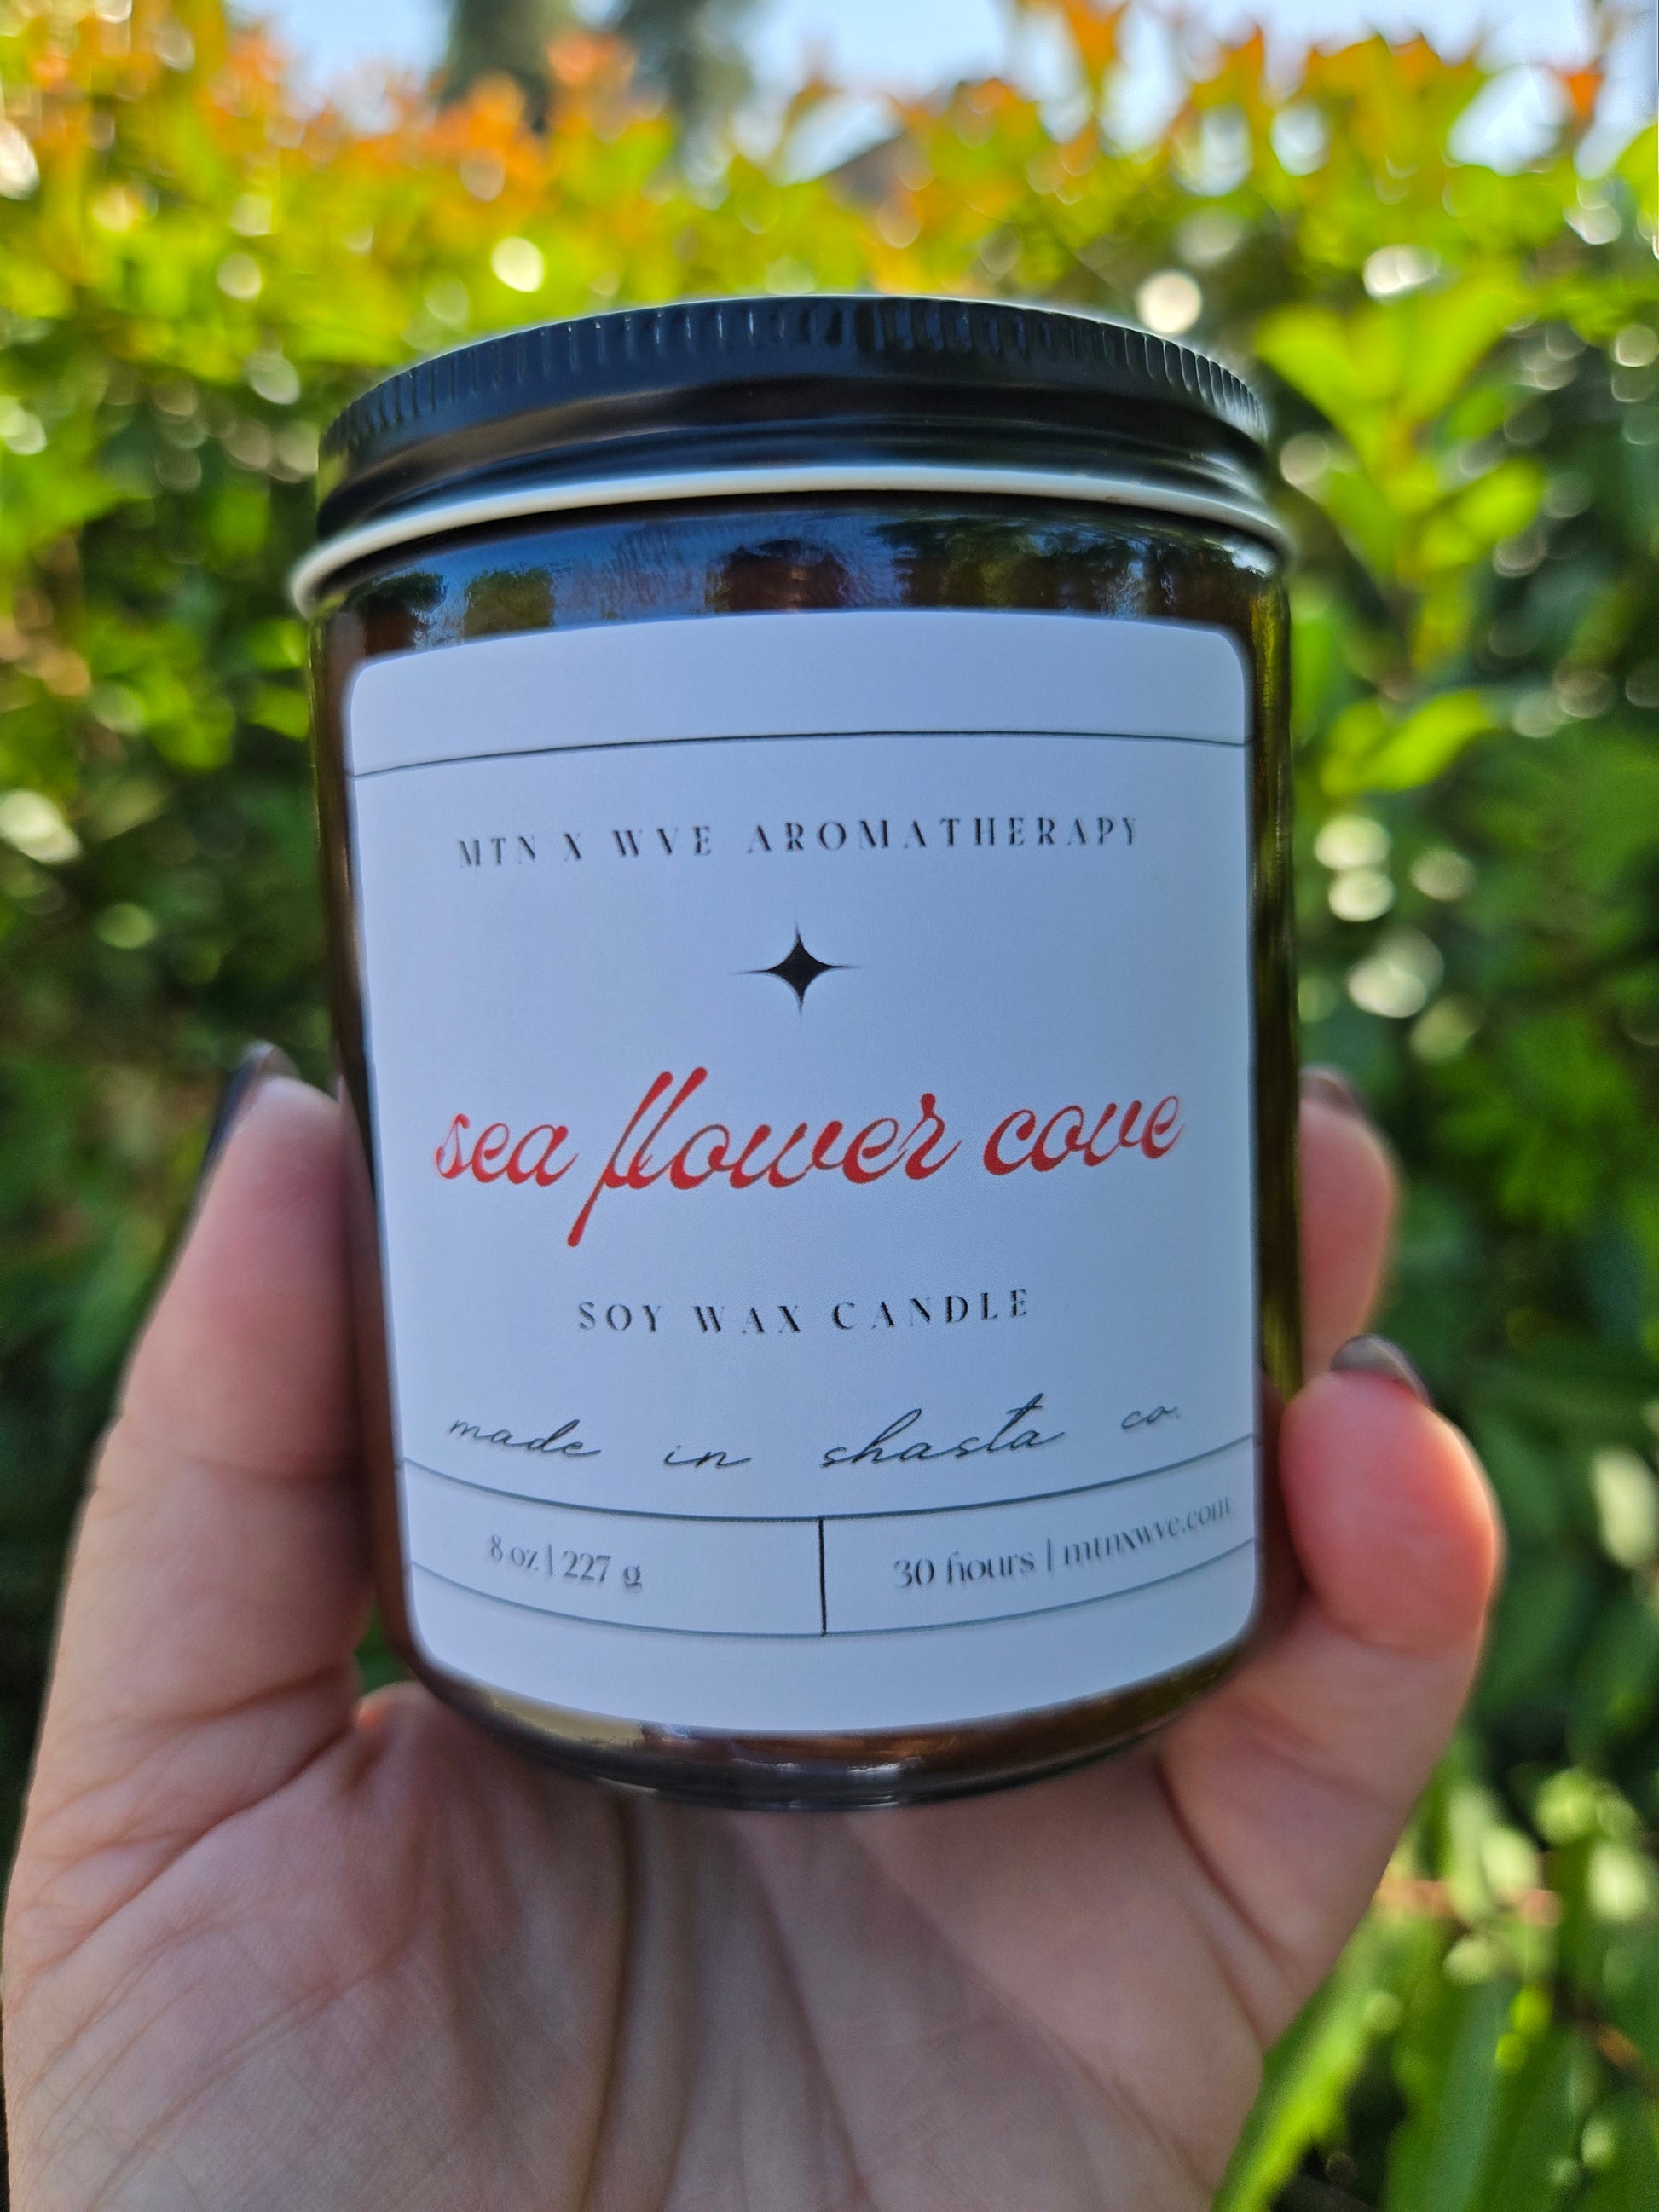 MTN X WVE AROMATHERAPY
sea flower cove
SOY WAX CANDLE
made in shasta co.
8 oz | 227 g
30 hours | mtnxwve.com